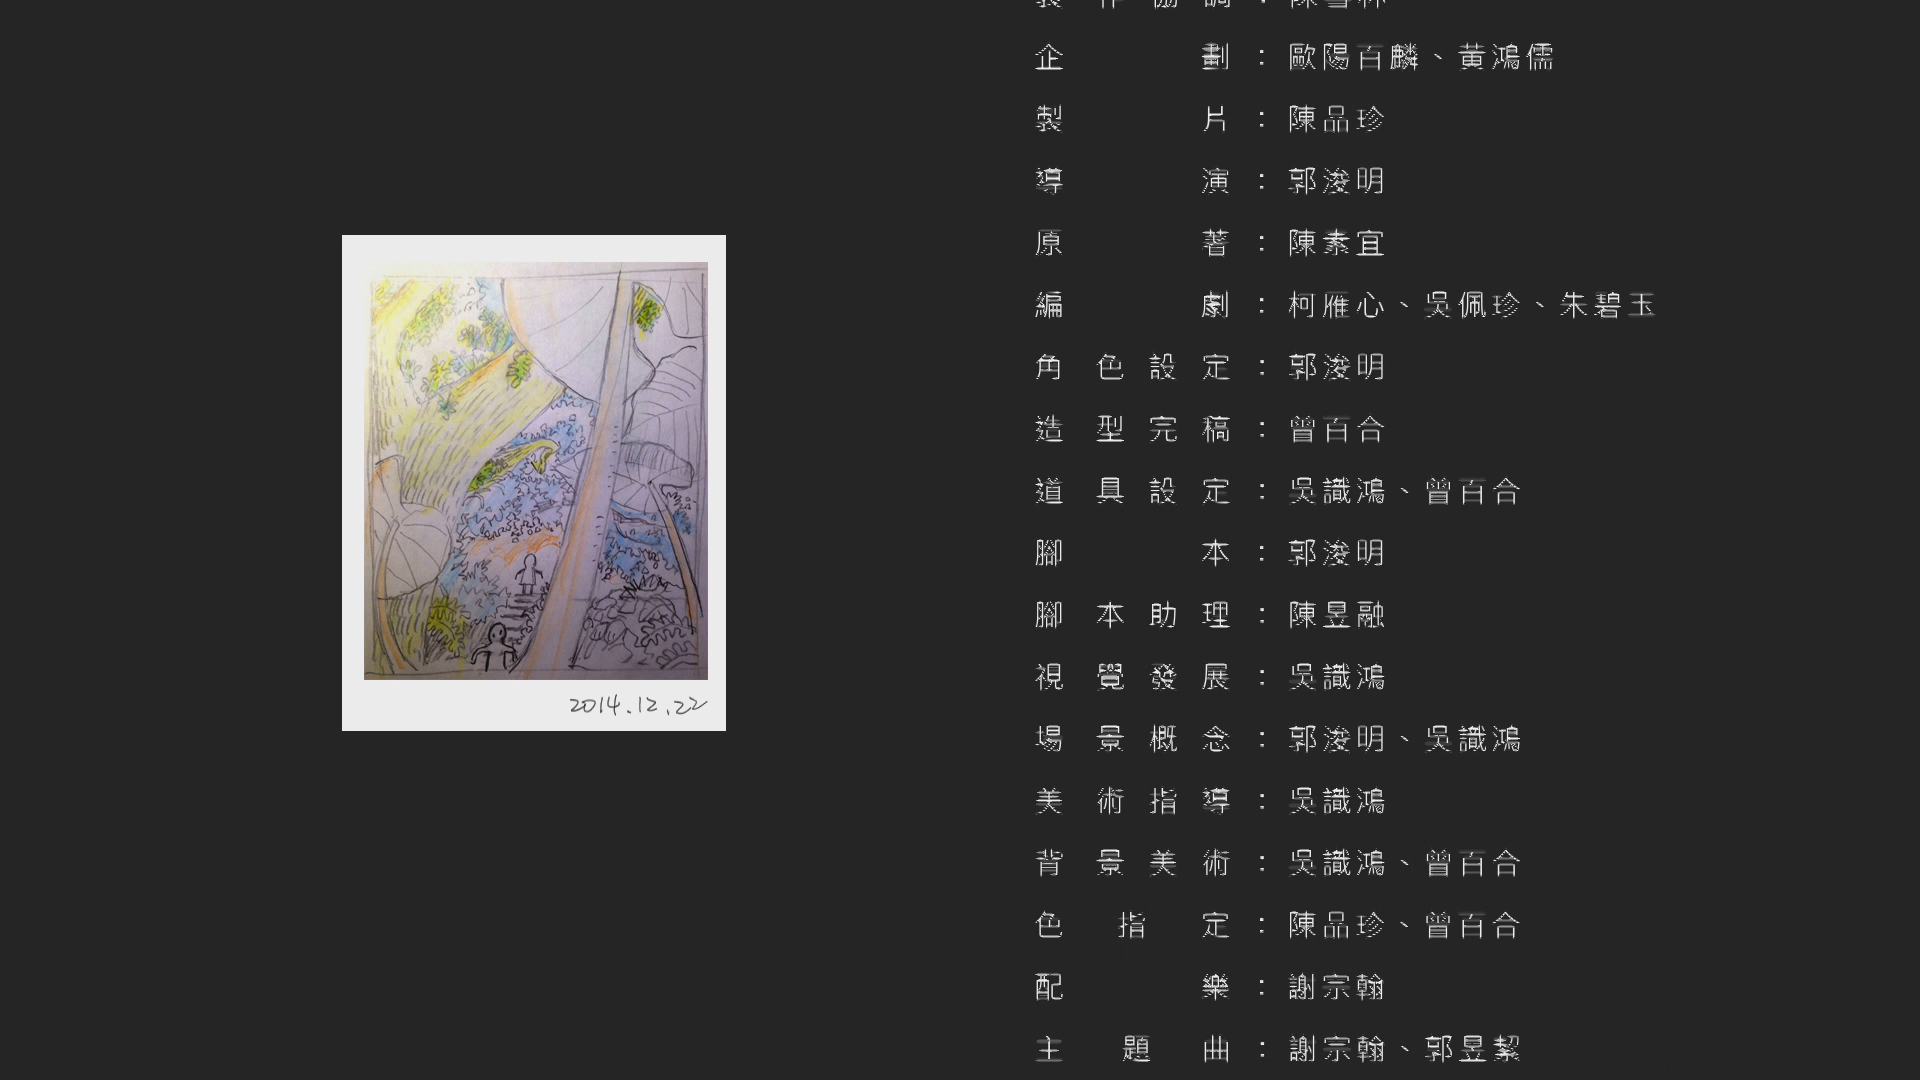 企劃：歐陽百麟、黃鴻儒
製片：陳品珍
導演：郭浚明
原著：陳素宜
編劇：柯雁心、吳佩珍、朱碧玉
角色設定：郭浚明
造型完稿：曾百合
道具設定：吳識鴻、曾百合
腳本：郭浚明
腳本助理：陳昱融
視覺發展：吳識鴻
場景概念：郭浚明、吳識鴻
美術指導：吳識鴻
背景美術：吳識鴻、曾百合
色指定：陳品珍、曾百合
配樂：謝宗翰
主題曲：謝宗翰、郭昱絜
2014.12.22